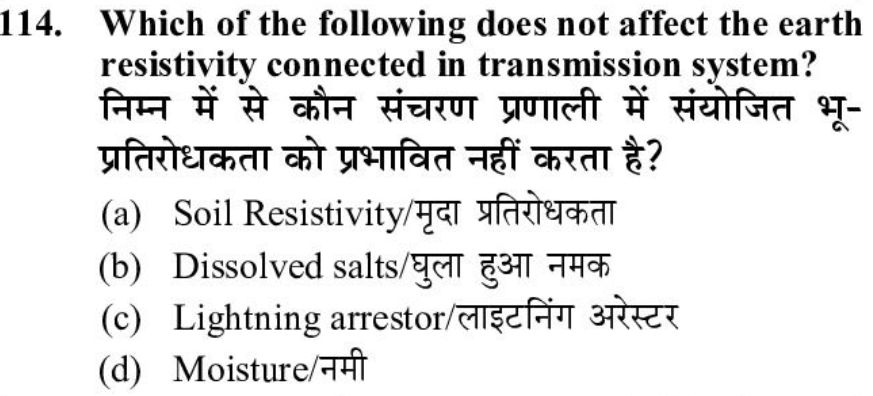 114. Which of the following does not affect the earth
resistivity connected in transmission system?
निम्न में से कौन संचरण प्रणाली में संयोजित भू-
प्रतिरोधकता को प्रभावित नहीं करता है?
(a) Soil Resistivity/मृदा प्रतिरोधकता
(b) Dissolved salts/घुला हुआ नमक
(c) Lightning arrestor/लाइटनिंग अरेस्टर
(d) Moisture/नमी